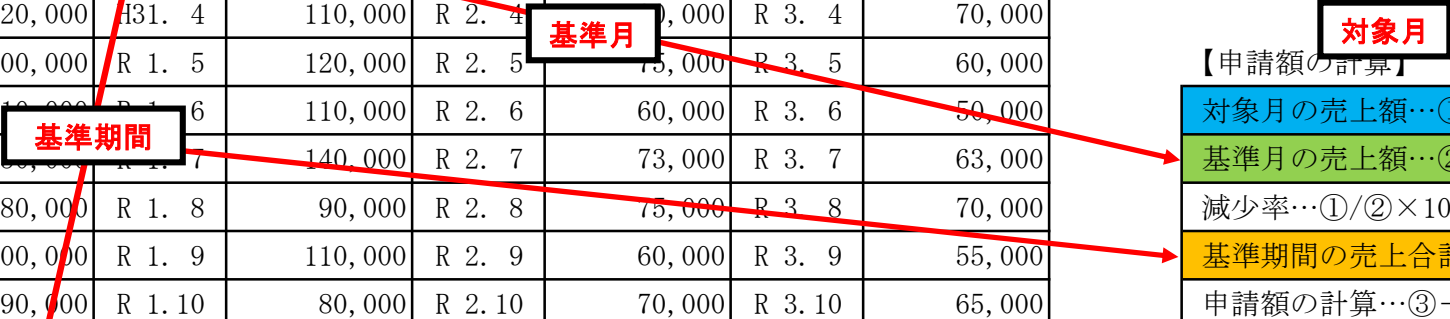 20,000 H31. 4 110,000 R 2. 4 ,000 R 3. 4 70,000
基準月
対象月
00,000 R 1. 5 120,000 R 2. 5 75,000 R 3. 5 60,000
【申請額の計算】
6 110,000 R 2. 6 60,000 R 3. 6 50,000
対象月の売上額…①
基準期間
7 140,000 R 2. 7 73,000 R 3. 7 63,000
基準月の売上額…②
80,000 R 1. 8 90,000 R 2. 8 75,000 R 3. 8 70,000
減少率…①/②×10
00,000 R 1. 9 110,000 R 2. 9 60,000 R 3. 9 55,000
基準期間の売上合計
90,000 R 1.10 80,000 R 2.10 70,000 R 3.10 65,000
申請額の計算…③－